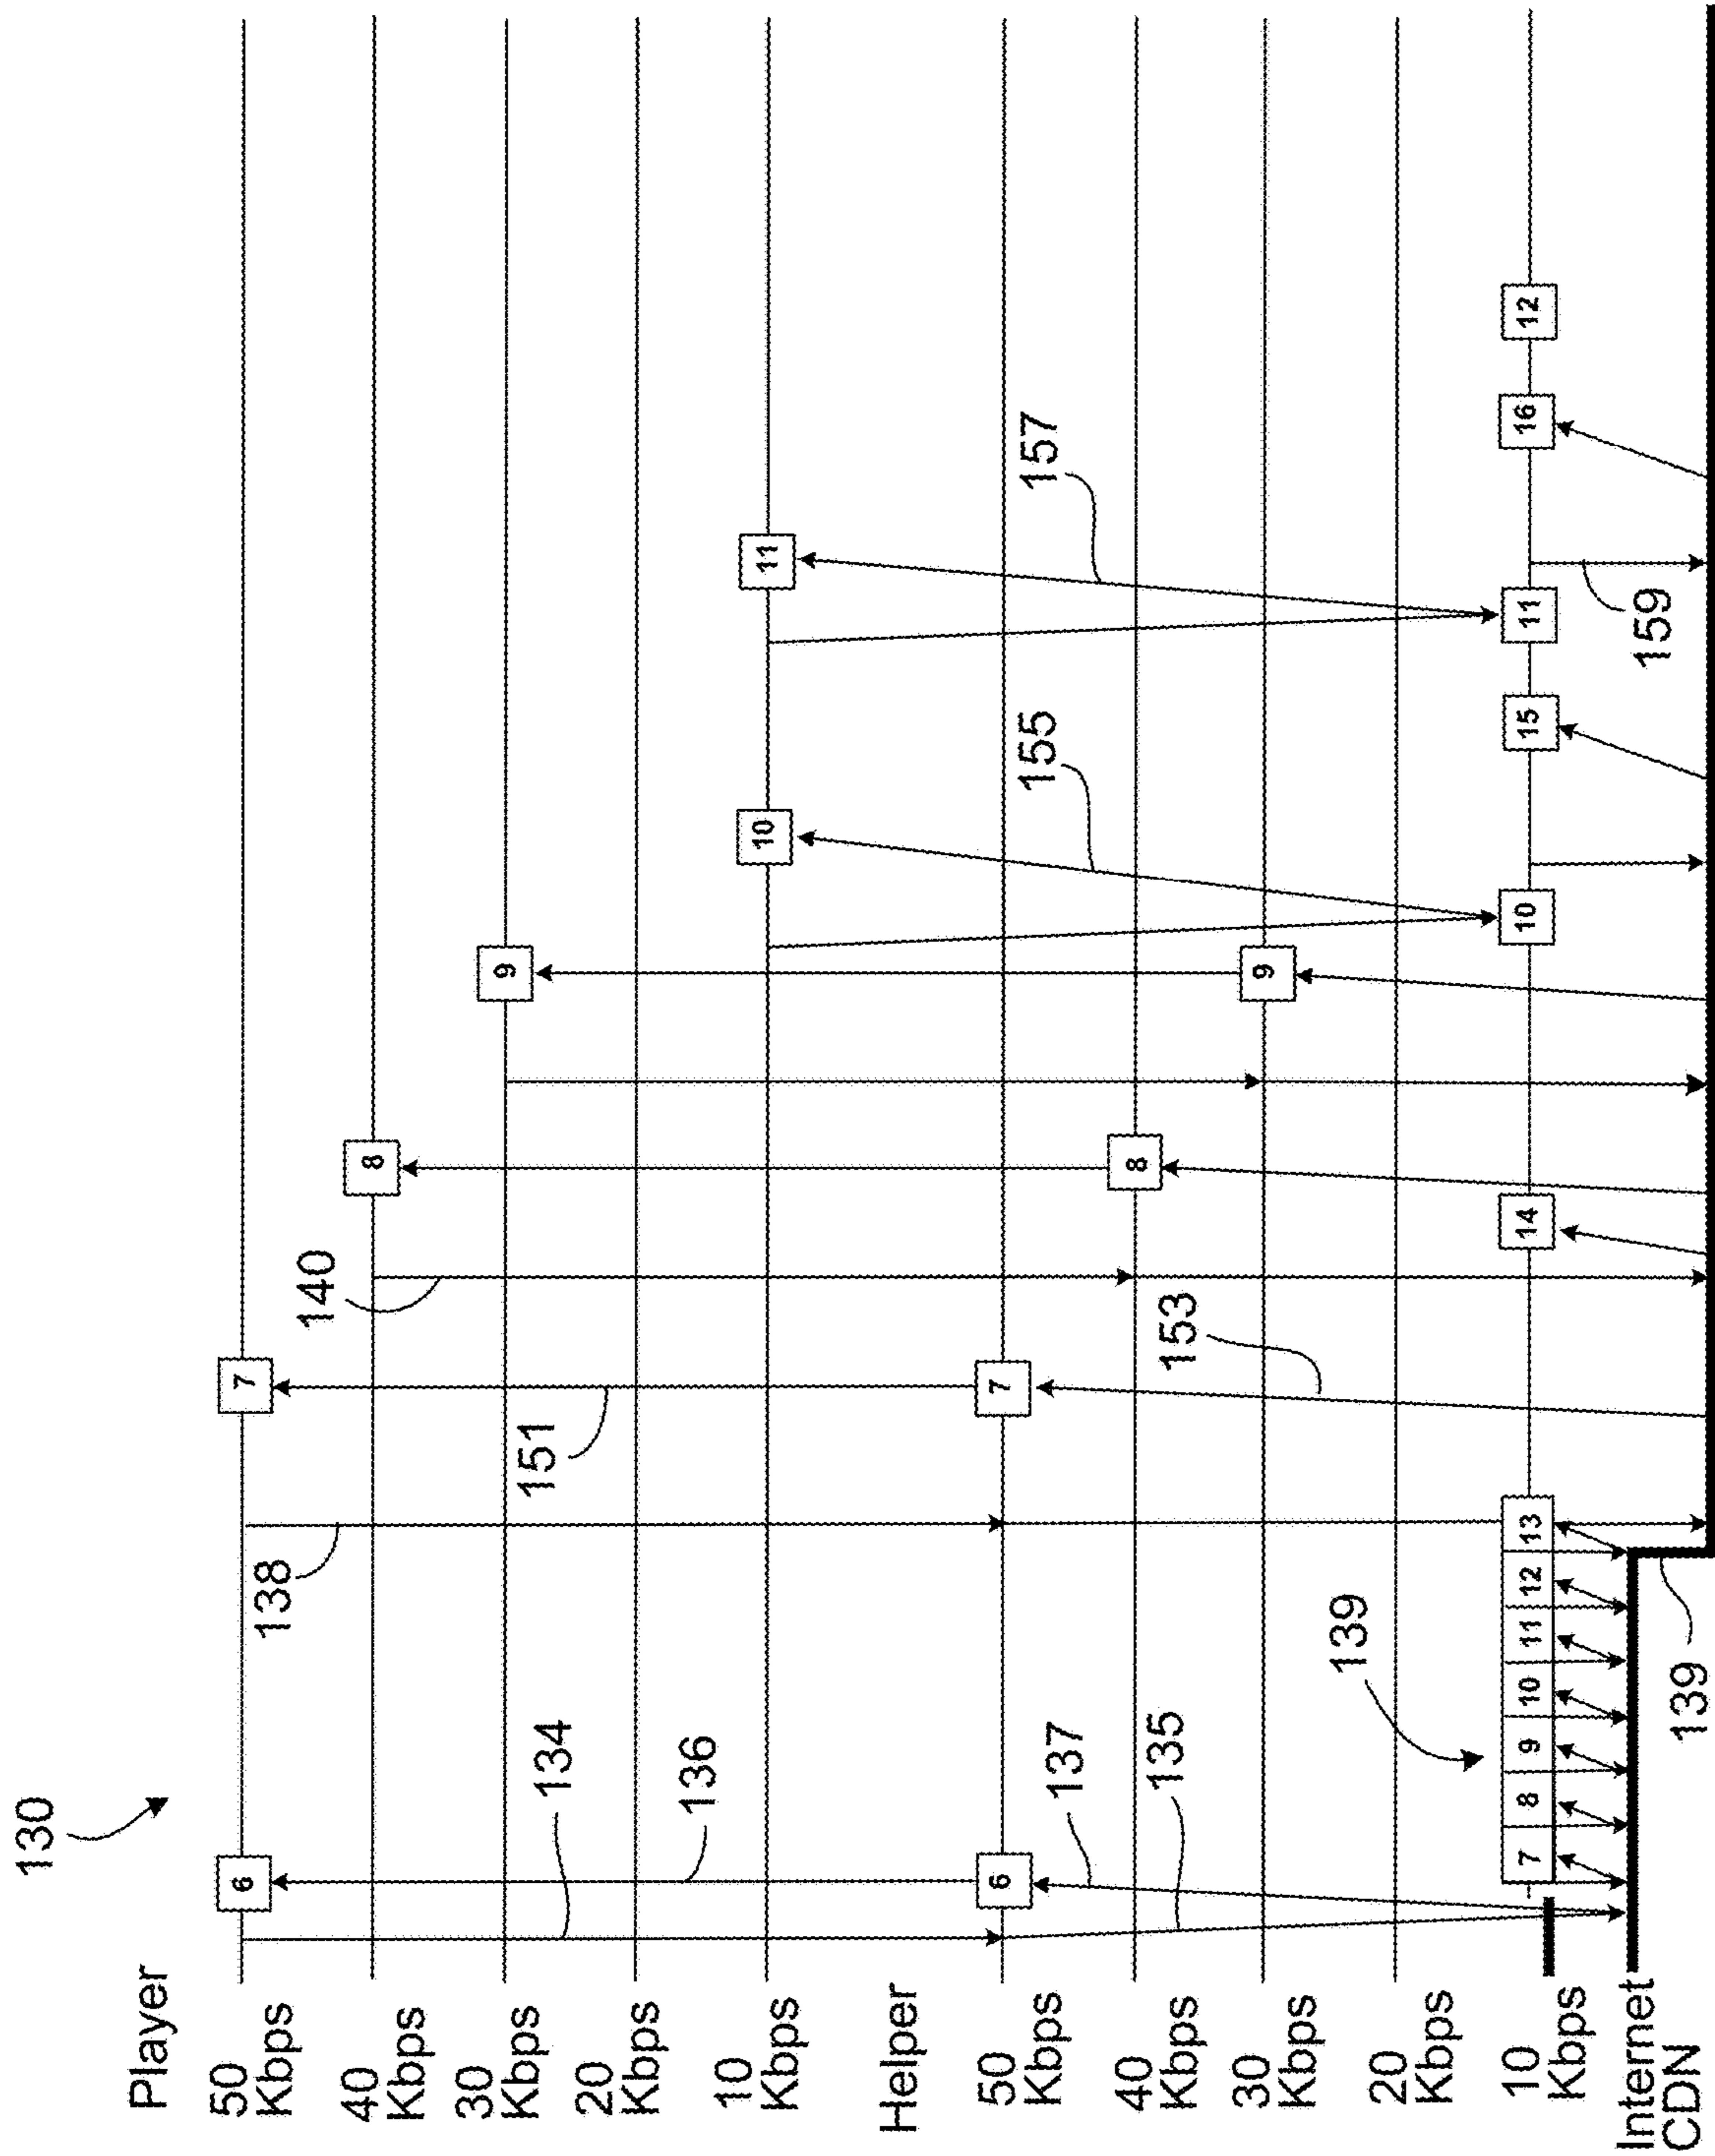 130
Player
50
Kbps
6
7
138
140
40
Kbps
8
30
Kbps
9
134
151
20
Kbps
136
10
Kbps
10
11
Helper
50
Kbps
6
7
137
155
157
40
Kbps
8
135
153
30
Kbps
9
139
20
Kbps
10
Kbps
7 8 9 10 11 12 13
14
10
15
11
16
12
Internet
CDN
139
159